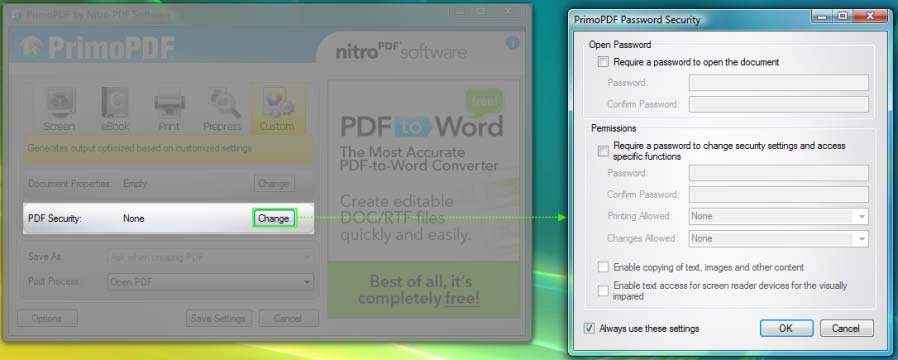 PrimoPDF by Nitro PDF Software
PrimoPDF
nitroPDF software
Screen
eBook
Print
Prepress
Custom
Generates output optimized based on customized settings
Document Properties: Empty Change
PDF Security: None Change
Save As: Ask when creating PDF
Post Process: Open PDF
Options Save Settings Cancel
free!
PDF to Word
The Most Accurate
PDF-to-Word Converter
Create editable
DOC/RTF files
quickly and easily.
Best of all, it's
completely free!
PrimoPDF Password Security
Open Password
Require a password to open the document
Password:
Confirm Password:
Permissions
Require a password to change security settings and access
specific functions
Password:
Confirm Password:
Printing Allowed: None
Changes Allowed: None
Enable copying of text, images and other content
Enable text access for screen reader devices for the visually
impared
Always use these settings OK Cancel